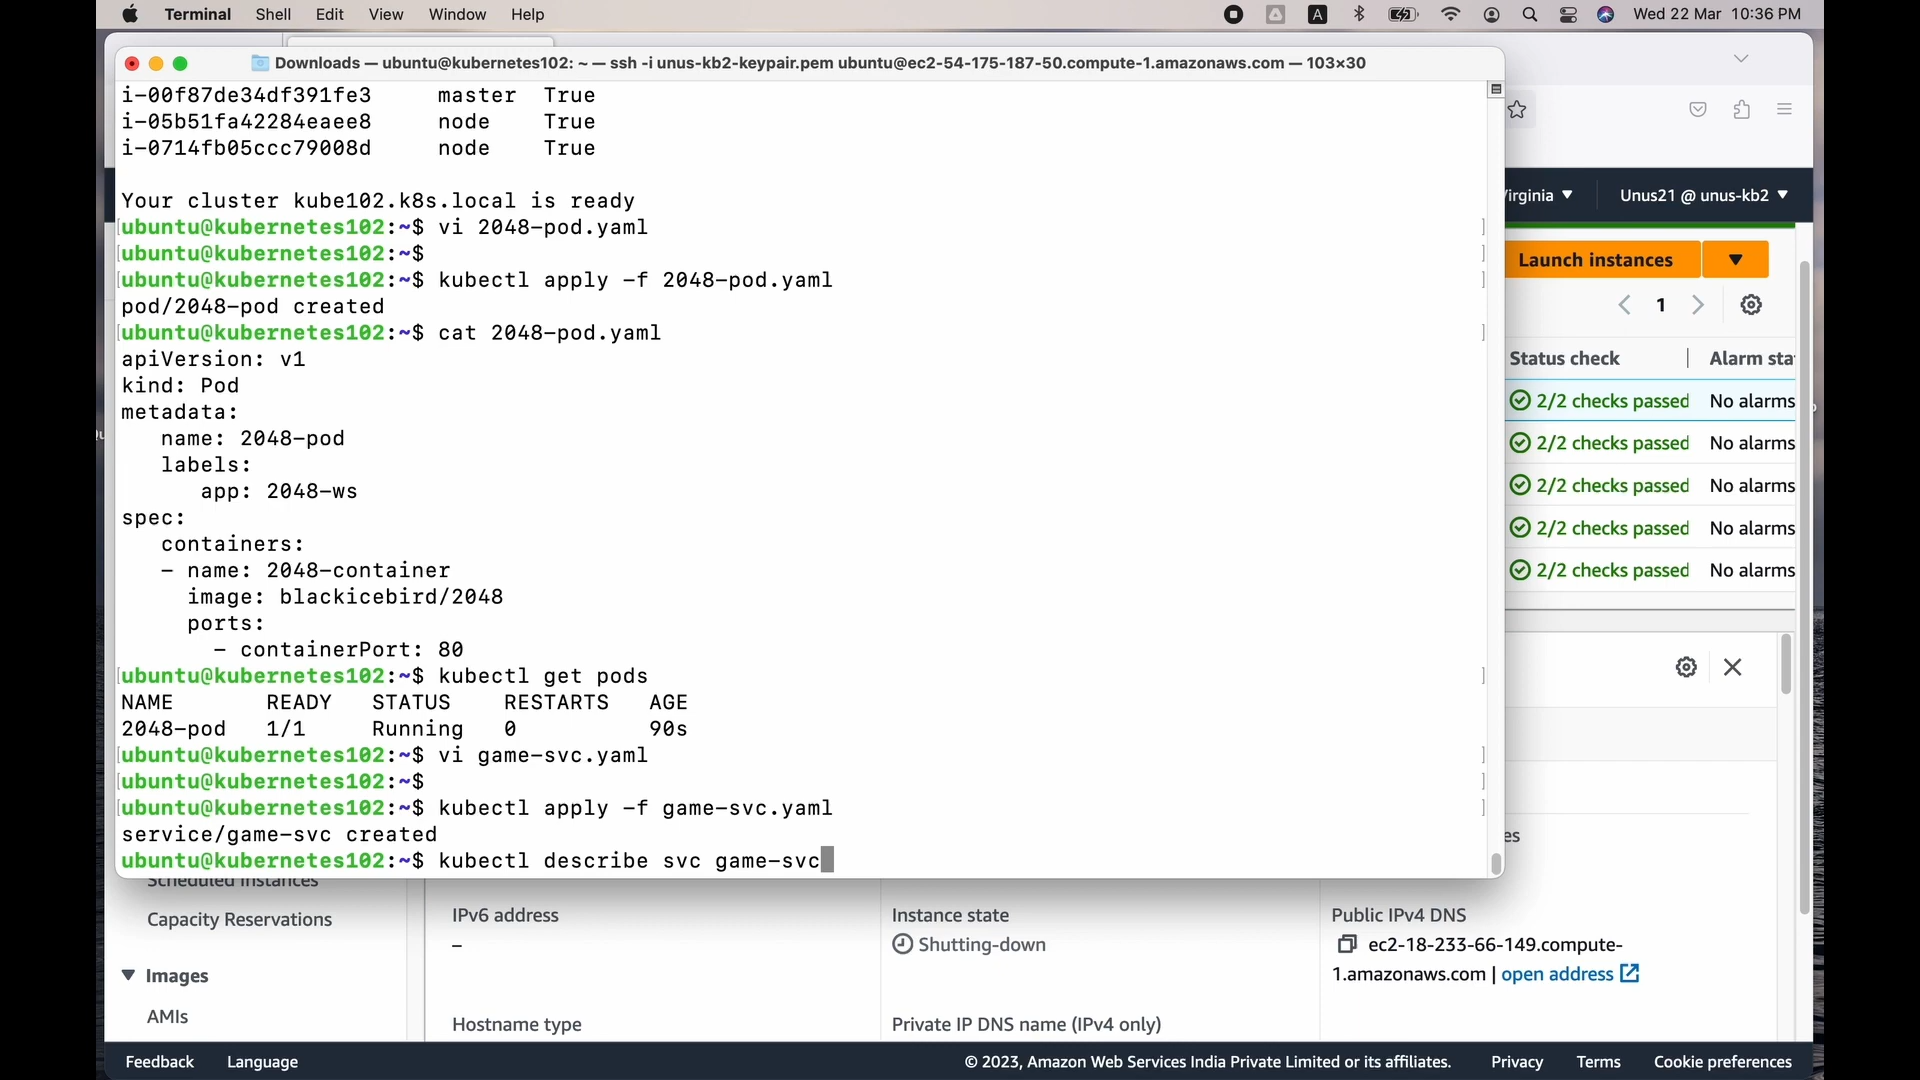 Terminal Shell Edit View Window Help
A
Wed 22 Mar 10:36 PM
Downloads — ubuntu@kubernetes102: ~ — ssh -i unus-kb2-keypair.pem ubuntu@ec2-54-175-187-50.compute-1.amazonaws.com — 103×30
i-00f87de34df391fe3 master True
i-05b51fa42284eaee8 node True
i-0714fb05ccc79008d node True
Your cluster kube102.k8s.local is ready
ubuntu@kubernetes102:~$ vi 2048-pod.yaml
ubuntu@kubernetes102:~$
ubuntu@kubernetes102:~$ kubectl apply -f 2048-pod.yaml
pod/2048-pod created
ubuntu@kubernetes102:~$ cat 2048-pod.yaml
apiVersion: v1
kind: Pod
metadata:
name: 2048-pod
labels:
app: 2048-ws
spec:
containers:
- name: 2048-container
image: blackicebird/2048
ports:
- containerPort: 80
ubuntu@kubernetes102:~$ kubectl get pods
NAME READY STATUS RESTARTS AGE
2048-pod 1/1 Running 0 90s
ubuntu@kubernetes102:~$ vi game-svc.yaml
ubuntu@kubernetes102:~$
ubuntu@kubernetes102:~$ kubectl apply -f game-svc.yaml
service/game-svc created
ubuntu@kubernetes102:~$ kubectl describe svc game-svc
irginia ▼ Unus21 @ unus-kb2 ▼
Launch instances ▼
1
Status check | Alarm sta
2/2 checks passed No alarms
2/2 checks passed No alarms
2/2 checks passed No alarms
2/2 checks passed No alarms
2/2 checks passed No alarms
es
Scheduled Instances
Capacity Reservations
Images
AMIs
IPv6 address
–
Hostname type
Instance state
Shutting-down
Private IP DNS name (IPv4 only)
Public IPv4 DNS
ec2-18-233-66-149.compute-
1.amazonaws.com | open address
Feedback Language
© 2023, Amazon Web Services India Private Limited or its affiliates. Privacy Terms Cookie preferences